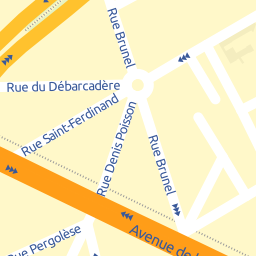 Rue Brunel
Rue du Débarcadère
Rue Saint-Ferdinand
Rue Denis Poisson
Rue Brunel
Avenue de
Rue Pergolèse